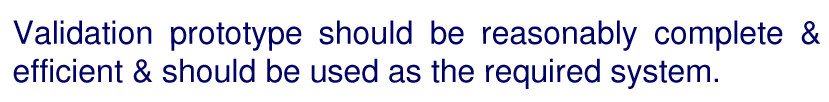 Validation prototype should be reasonably complete &
efficient & should be used as the required system.